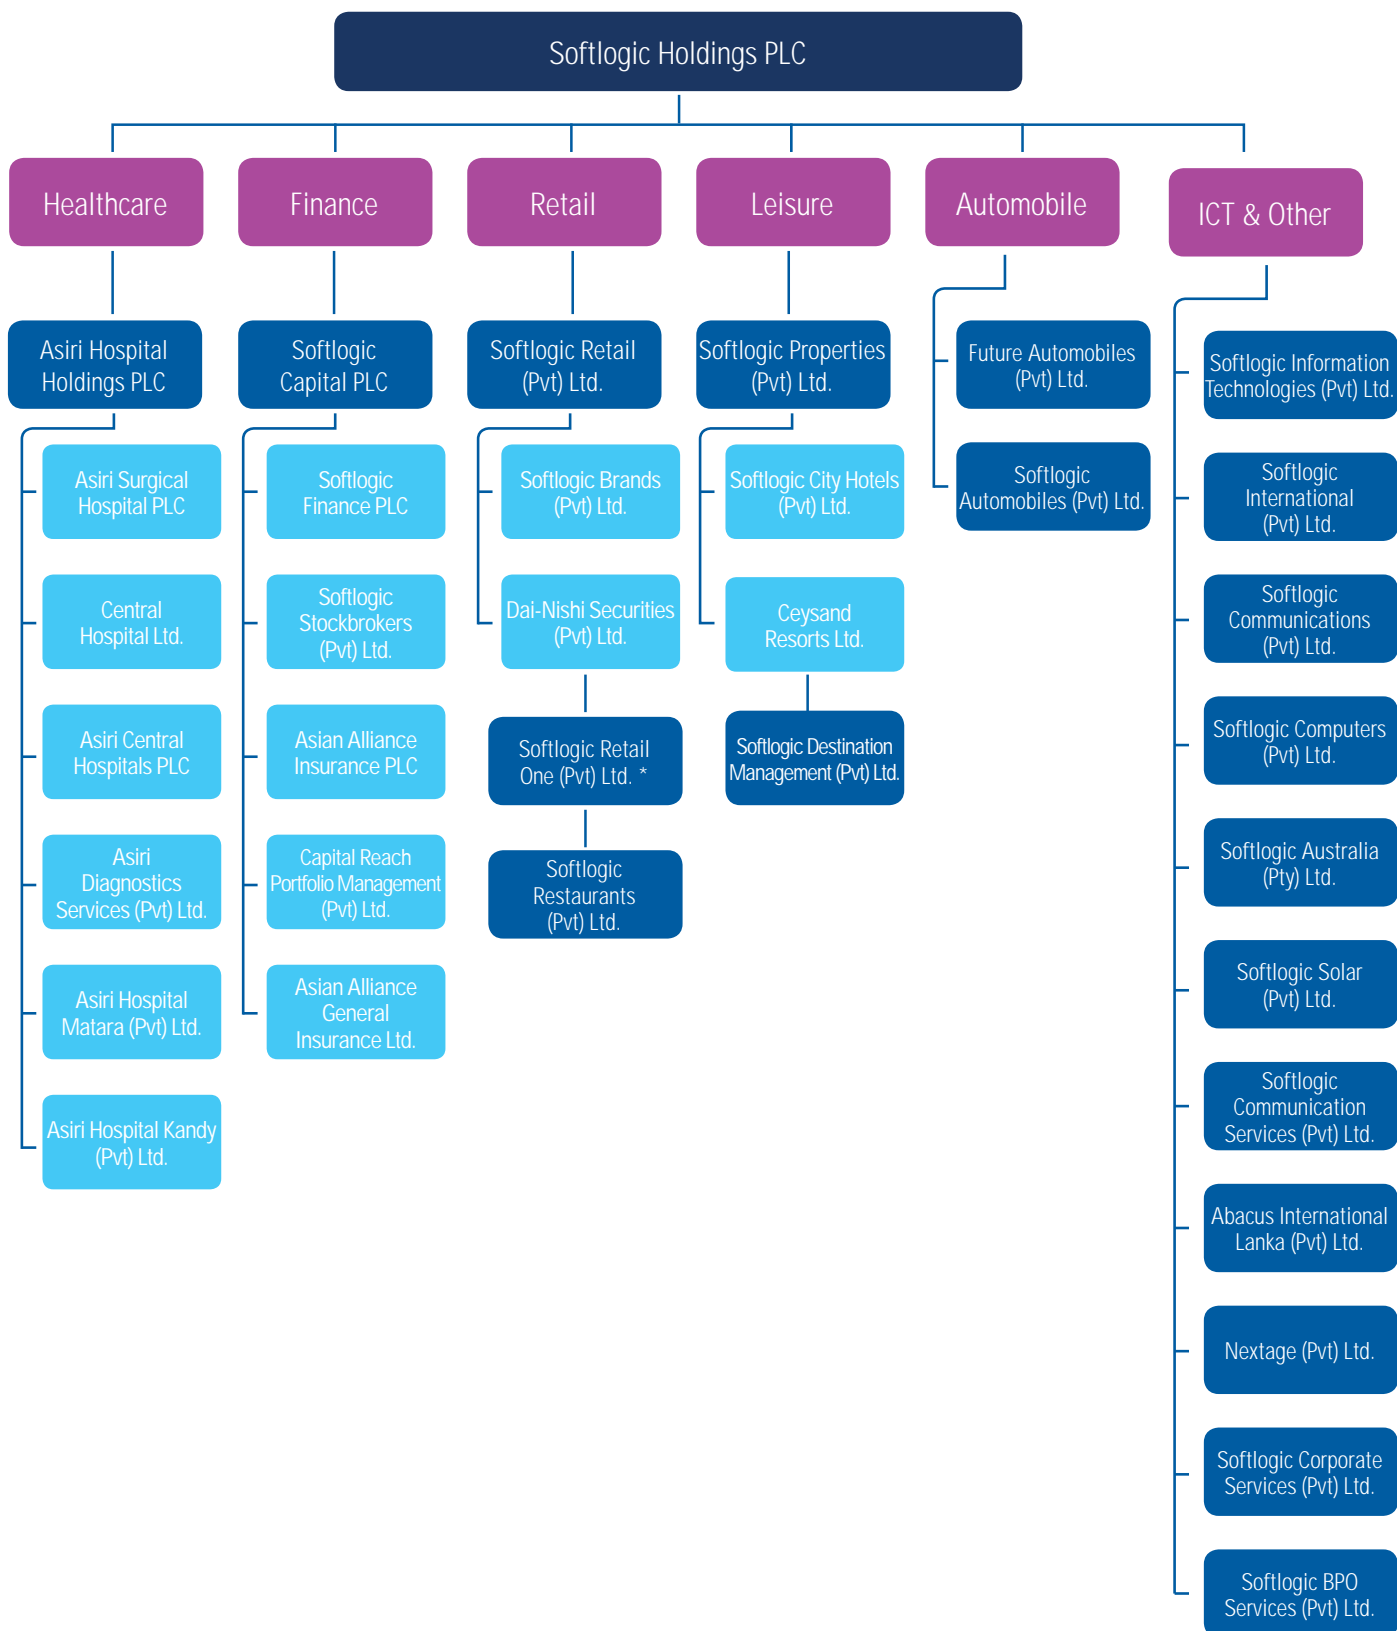 Softlogic Holdings PLC
Healthcare
Finance
Retail
Leisure
Automobile
ICT & Other
Asiri Hospital
Holdings PLC
Asiri Surgical
Hospital PLC
Central
Hospital Ltd.
Asiri Central
Hospitals PLC
Asiri
Diagnostics
Services (Pvt) Ltd.
Asiri Hospital
Matara (Pvt) Ltd.
Asiri Hospital Kandy
(Pvt) Ltd.
Softlogic
Capital PLC
Softlogic
Finance PLC
Softlogic
Stockbrokers
(Pvt) Ltd.
Asian Alliance
Insurance PLC
Capital Reach
Portfolio Management
(Pvt) Ltd.
Asian Alliance
General
Insurance Ltd.
Softlogic Retail
(Pvt) Ltd.
Softlogic Brands
(Pvt) Ltd.
Dai-Nishi Securities
(Pvt) Ltd.
Softlogic Retail
One (Pvt) Ltd. *
Softlogic
Restaurants
(Pvt) Ltd.
Softlogic Properties
(Pvt) Ltd.
Softlogic City Hotels
(Pvt) Ltd.
Ceysand
Resorts Ltd.
Softlogic Destination
Management (Pvt) Ltd.
Future Automobiles
(Pvt) Ltd.
Softlogic
Automobiles (Pvt) Ltd.
Softlogic Information
Technologies (Pvt) Ltd.
Softlogic
International
(Pvt) Ltd.
Softlogic
Communications
(Pvt) Ltd.
Softlogic Computers
(Pvt) Ltd.
Softlogic Australia
(Pty) Ltd.
Softlogic Solar
(Pvt) Ltd.
Softlogic
Communication
Services (Pvt) Ltd.
Abacus International
Lanka (Pvt) Ltd.
Nextage (Pvt) Ltd.
Softlogic Corporate
Services (Pvt) Ltd.
Softlogic BPO
Services (Pvt) Ltd.